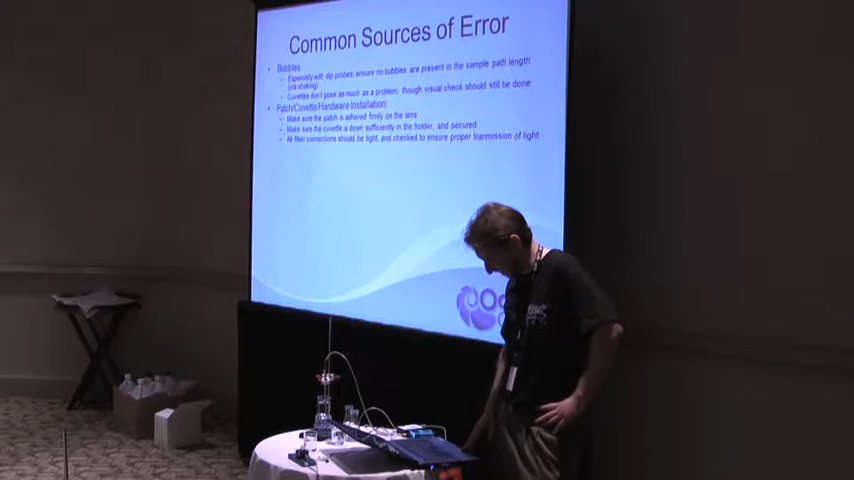 Common Sources of Error
• Bubbles
– Especially with dip probes, ensure no bubbles are present in the sample path length
(via shaking)
– Cuvettes don't pose as much as a problem, though visual check should still be done
• Patch/Cuvette/Hardware Installation:
– Make sure the patch is adhered firmly on the lens
– Make sure the cuvette is down sufficiently in the holder, and secured
– All fiber connections should be tight, and checked to ensure proper tranmission of light